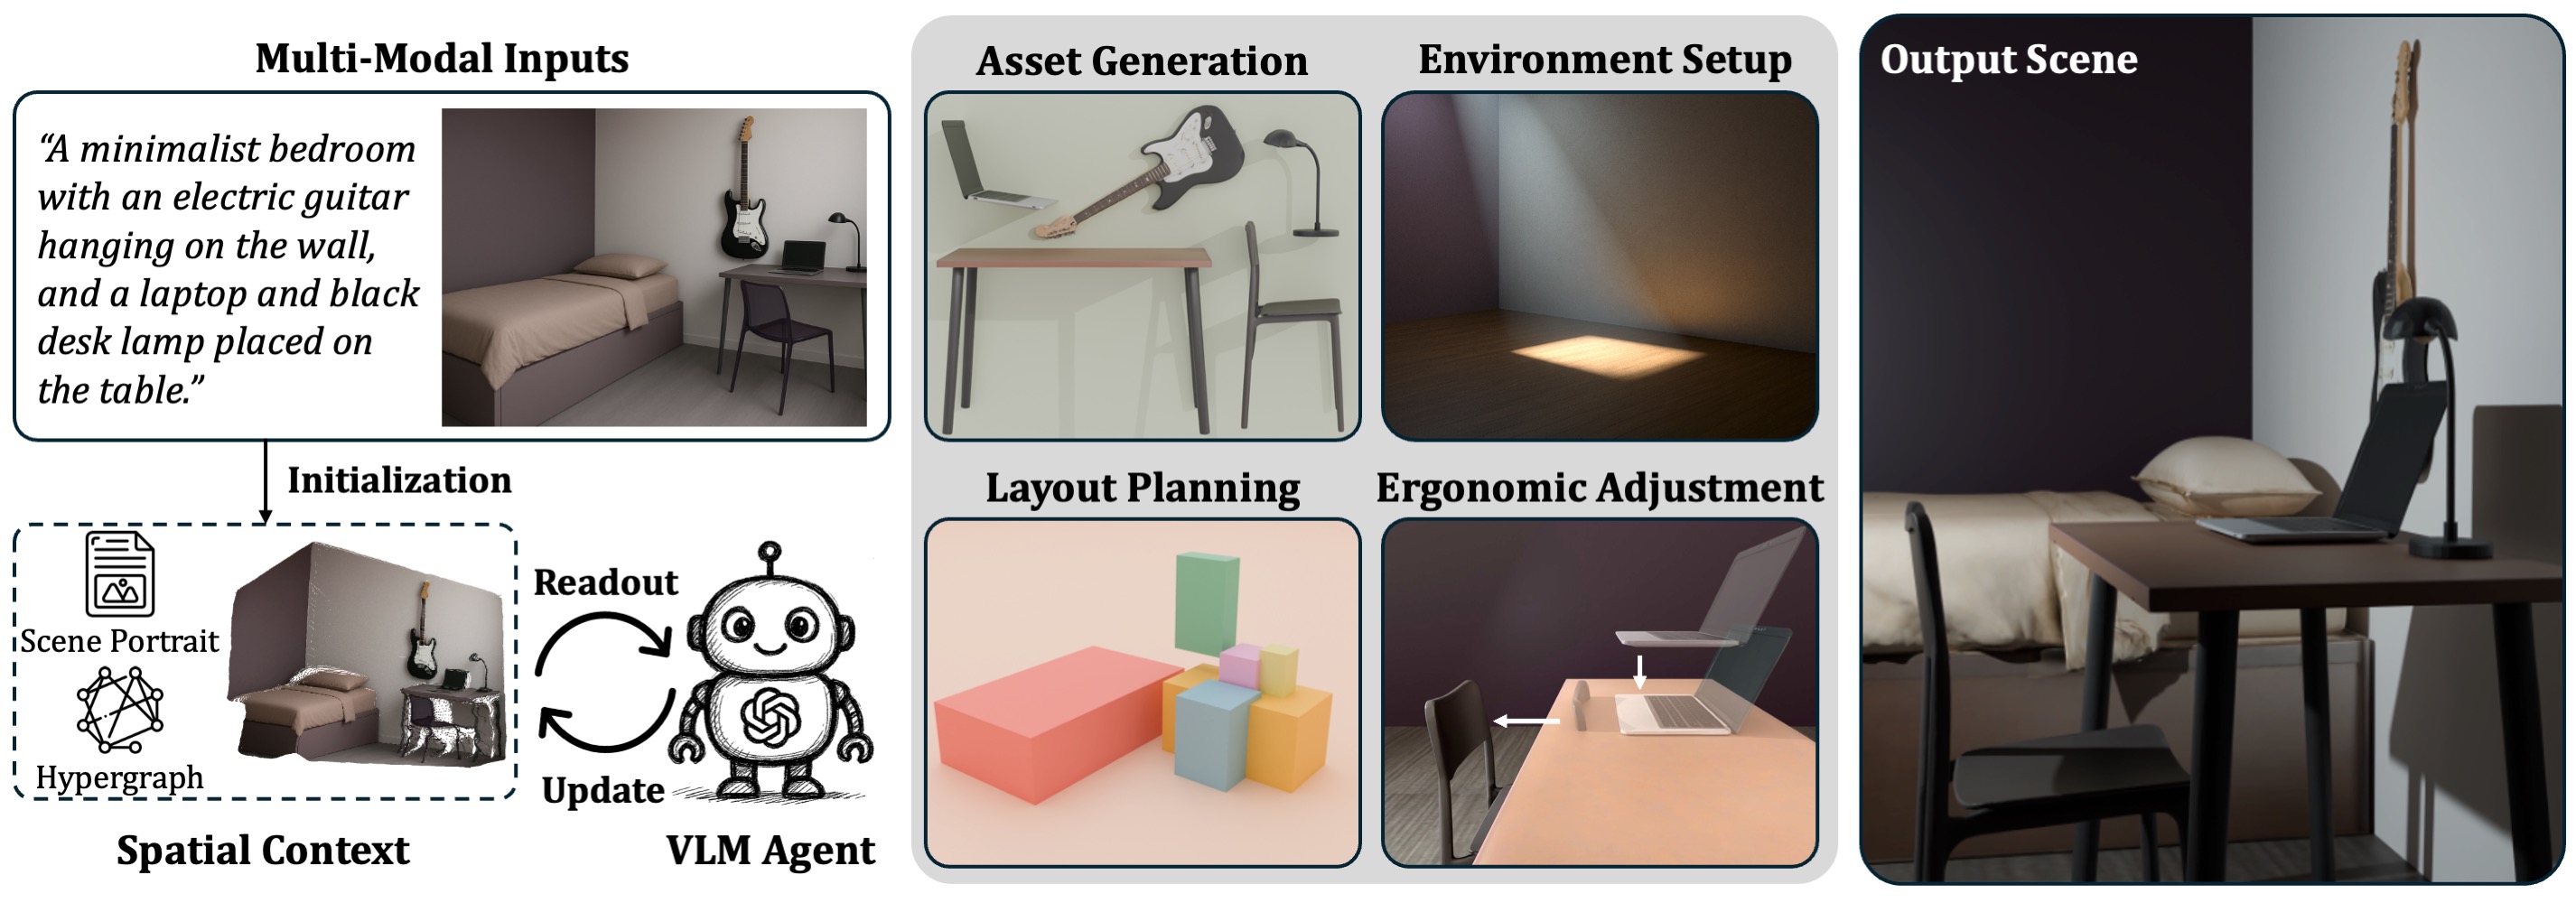 Multi-Modal Inputs
“A minimalist bedroom
with an electric guitar
hanging on the wall,
and a laptop and black
desk lamp placed on
the table.”
Initialization
Scene Portrait
Hypergraph
Spatial Context
Readout
Update
VLM Agent
Asset Generation
Environment Setup
Layout Planning
Ergonomic Adjustment
Output Scene